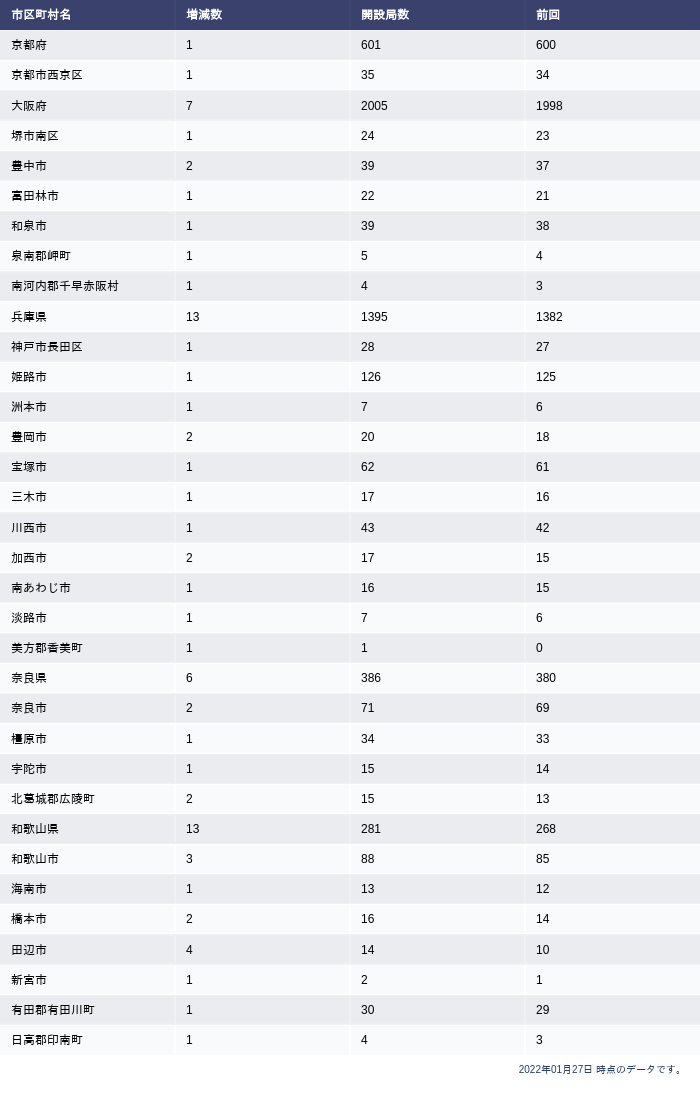 市区町村名 増減数 開設局数 前回
京都府 1 601 600
京都市西京区 1 35 34
大阪府 7 2005 1998
堺市南区 1 24 23
豊中市 2 39 37
富田林市 1 22 21
和泉市 1 39 38
泉南郡岬町 1 5 4
南河内郡千早赤阪村 1 4 3
兵庫県 13 1395 1382
神戸市長田区 1 28 27
姫路市 1 126 125
洲本市 1 7 6
豊岡市 2 20 18
宝塚市 1 62 61
三木市 1 17 16
川西市 1 43 42
加西市 2 17 15
南あわじ市 1 16 15
淡路市 1 7 6
美方郡香美町 1 1 0
奈良県 6 386 380
奈良市 2 71 69
橿原市 1 34 33
宇陀市 1 15 14
北葛城郡広陵町 2 15 13
和歌山県 13 281 268
和歌山市 3 88 85
海南市 1 13 12
橋本市 2 16 14
田辺市 4 14 10
新宮市 1 2 1
有田郡有田川町 1 30 29
日高郡印南町 1 4 3
2022年01月27日 時点のデータです。